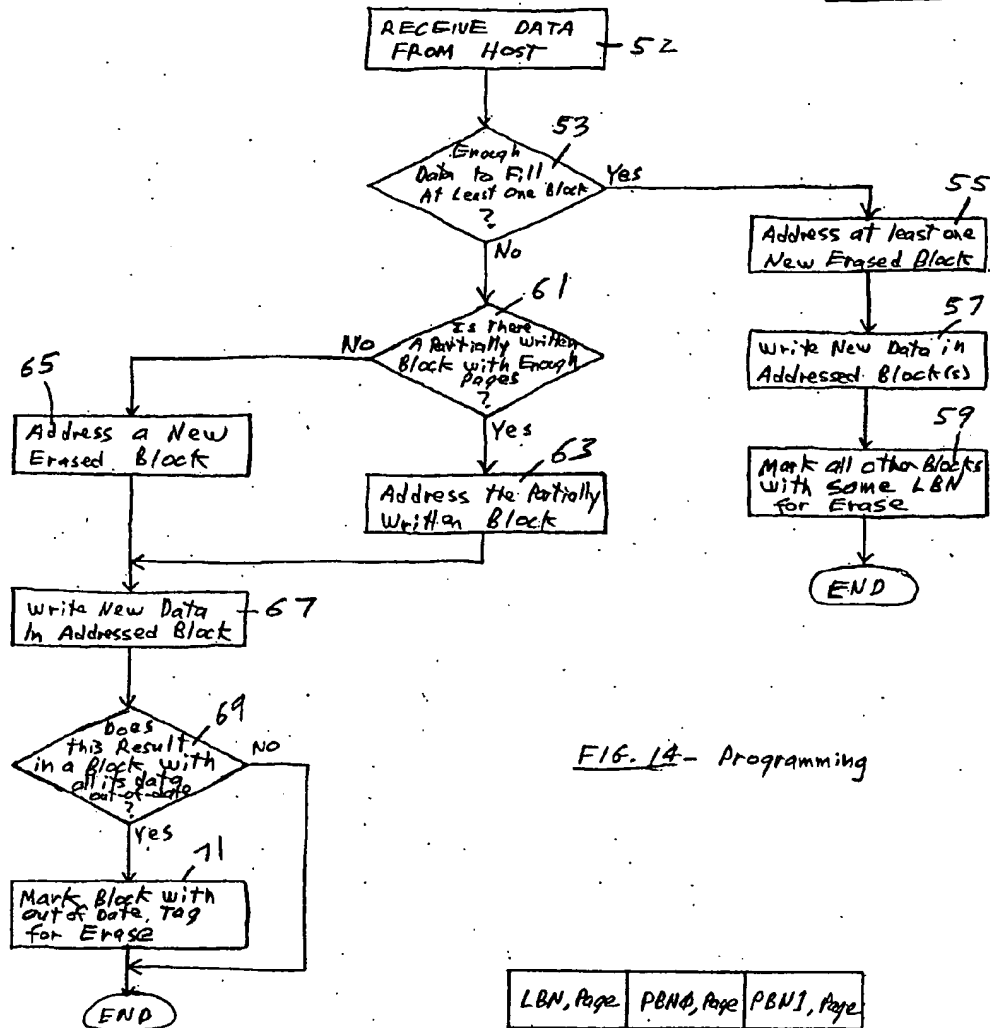 RECEIVE DATA
FROM HOST
52
53
Enough
Data to Fill
At Least One Block
?
Yes
No
55
Address at least one
New Erased Block
57
Write New Data in
Addressed Block(s)
59
Mark all other Blocks
with same LBN
for Erase
END
61
Is There
A Partially Written
Block with Enough
Pages
?
No
Yes
65
Address a New
Erased Block
63
Address the Partially
Written Block
Write New Data
In Addressed Block
67
69
Does
this Result
in a Block with
all its data
out-of-date
?
NO
Yes
71
Mark Block with
out of Date, Tag
for Erase
END
FIG. 14- Programming
LBN, Page PBN0, Page PBN1, Page